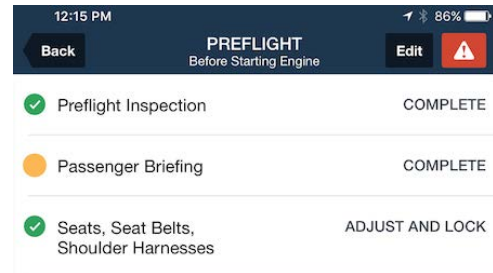 12:15 PM 86%
Back PREFLIGHT Edit
Before Starting Engine
Preflight Inspection COMPLETE
Passenger Briefing COMPLETE
Seats, Seat Belts, ADJUST AND LOCK
Shoulder Harnesses